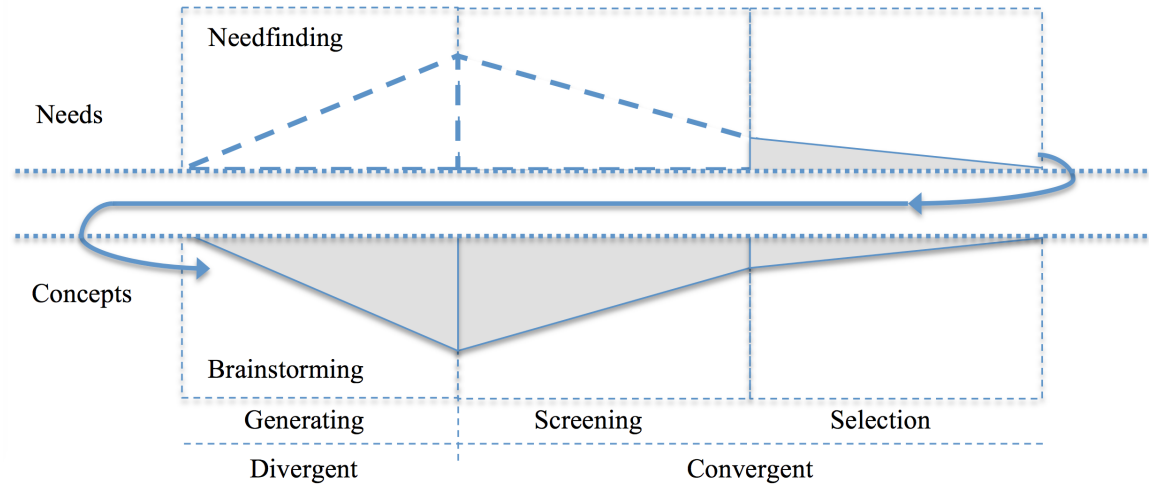 Needfinding
Needs
Concepts
Brainstorming
Generating
Screening
Selection
Divergent
Convergent